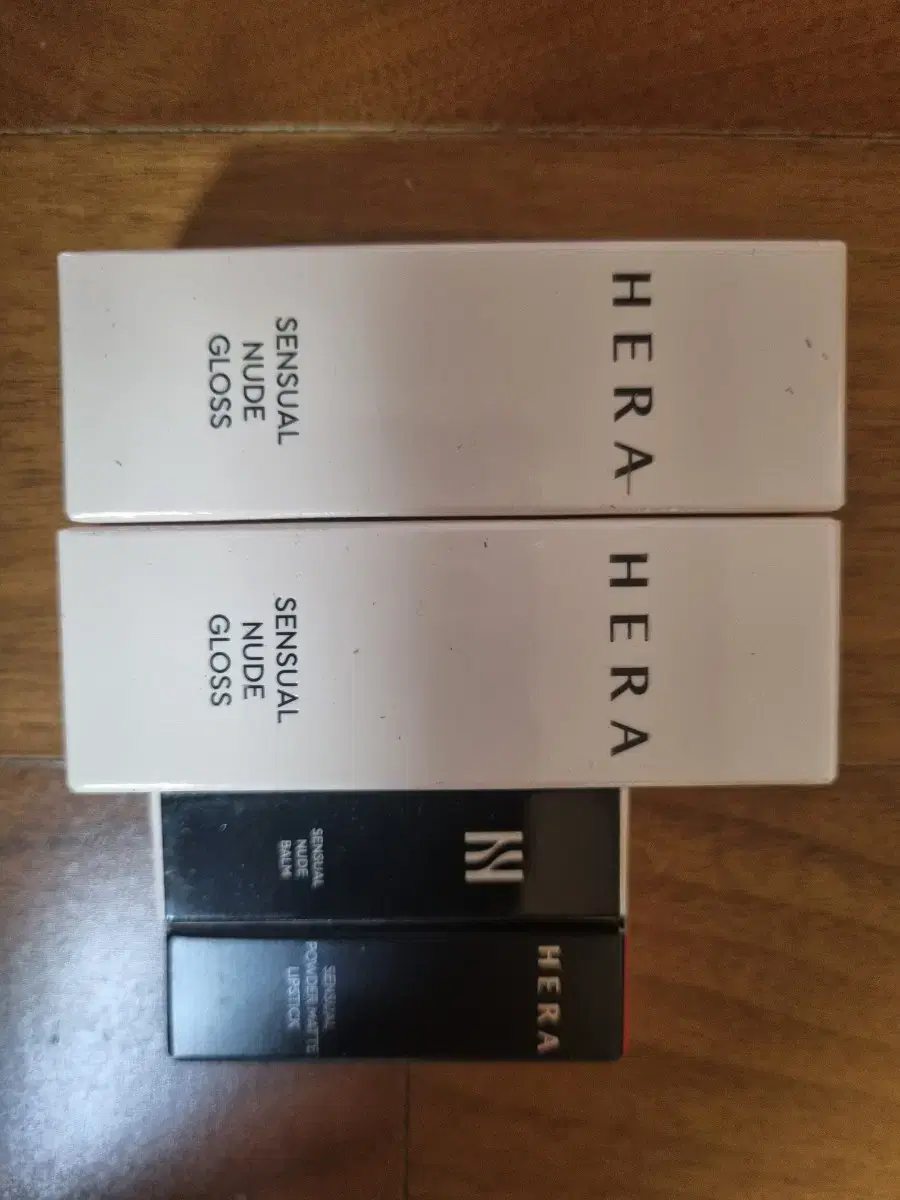 HERA
SENSUAL
NUDE
GLOSS
HERA
SENSUAL
NUDE
GLOSS
SENSUAL
NUDE
BALM
HERA
SENSUAL
POWDER MATTE
LIPSTICK